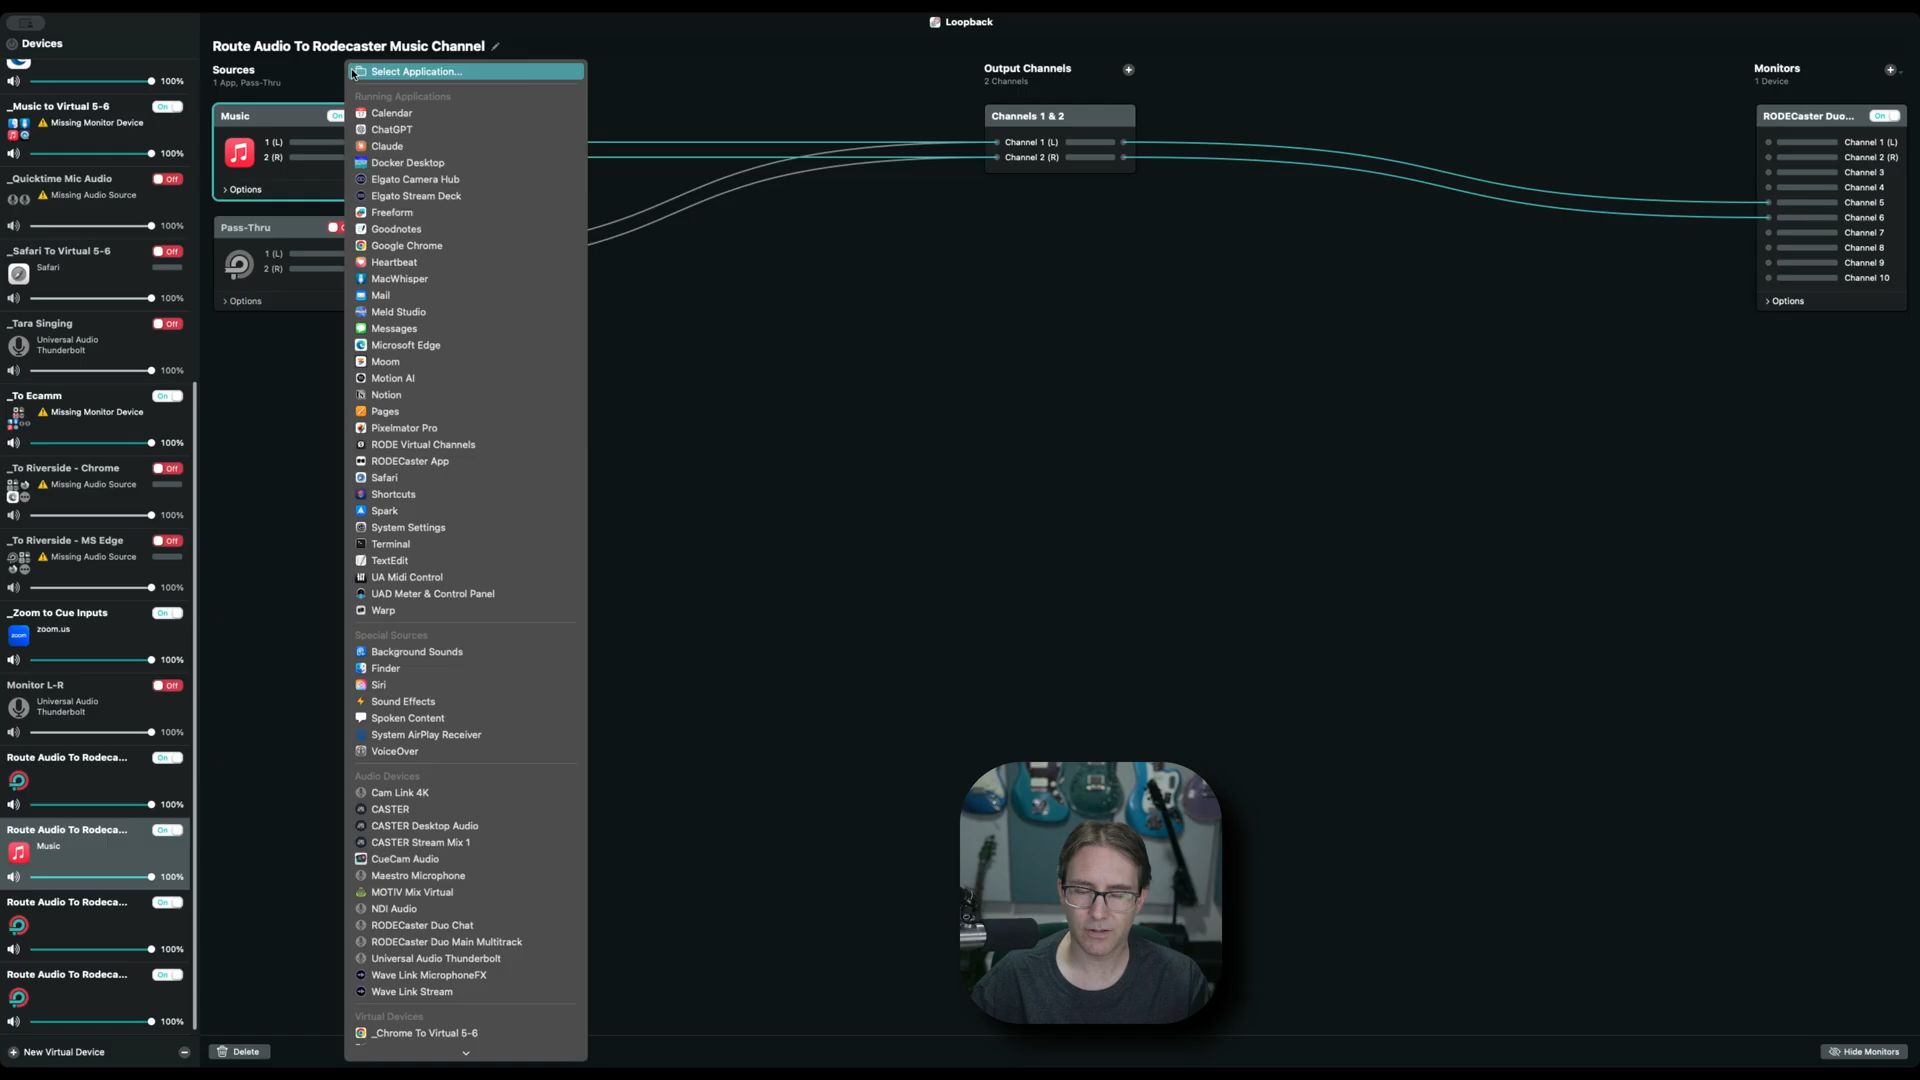 Loopback
Devices
100%
_Music to Virtual 5-6
On
Missing Monitor Device
100%
_Quicktime Mic Audio
Off
Missing Audio Source
100%
_Safari To Virtual 5-6
Off
Safari
100%
_Tara Singing
Off
Universal Audio
Thunderbolt
100%
_To Ecamm
On
Missing Monitor Device
100%
_To Riverside - Chrome
Off
Missing Audio Source
100%
_To Riverside - MS Edge
Off
Missing Audio Source
100%
_Zoom to Cue Inputs
On
zoom
zoom.us
100%
Monitor L-R
Off
Universal Audio
Thunderbolt
100%
Route Audio To Rodeca...
On
100%
Route Audio To Rodeca...
On
Music
100%
Route Audio To Rodeca...
On
100%
Route Audio To Rodeca...
On
100%
New Virtual Device
Route Audio To Rodecaster Music Channel
Sources
1 App, Pass-Thru
Music
On
1 (L)
2 (R)
Options
Pass-Thru
1 (L)
2 (R)
Options
Delete
Select Application...
Running Applications
Calendar
ChatGPT
Claude
Docker Desktop
Elgato Camera Hub
Elgato Stream Deck
Freeform
Goodnotes
Google Chrome
Heartbeat
MacWhisper
Mail
Meld Studio
Messages
Microsoft Edge
Moom
Motion AI
Notion
Pages
Pixelmator Pro
RODE Virtual Channels
RODECaster App
Safari
Shortcuts
Spark
System Settings
Terminal
TextEdit
UA Midi Control
UAD Meter & Control Panel
Warp
Special Sources
Background Sounds
Finder
Siri
Sound Effects
Spoken Content
System AirPlay Receiver
VoiceOver
Audio Devices
Cam Link 4K
CASTER
CASTER Desktop Audio
CASTER Stream Mix 1
CueCam Audio
Maestro Microphone
MOTIV Mix Virtual
NDI Audio
RODECaster Duo Chat
RODECaster Duo Main Multitrack
Universal Audio Thunderbolt
Wave Link MicrophoneFX
Wave Link Stream
Virtual Devices
_Chrome To Virtual 5-6
Output Channels
2 Channels
Channels 1 & 2
Channel 1 (L)
Channel 2 (R)
Monitors
1 Device
RODECaster Duo...
On
Channel 1 (L)
Channel 2 (R)
Channel 3
Channel 4
Channel 5
Channel 6
Channel 7
Channel 8
Channel 9
Channel 10
Options
Hide Monitors